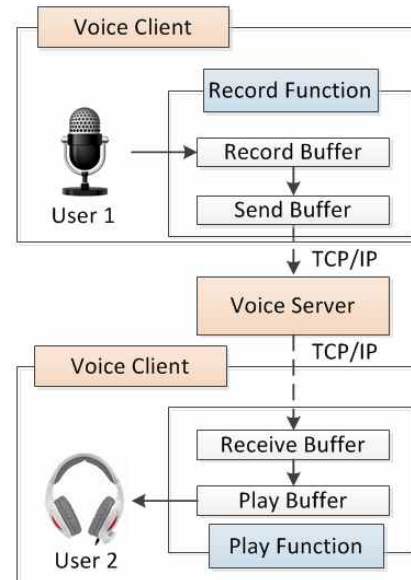 Voice Client
Record Function
Record Buffer
User 1
Send Buffer
TCP/IP
Voice Server
TCP/IP
Voice Client
Receive Buffer
Play Buffer
User 2
Play Function